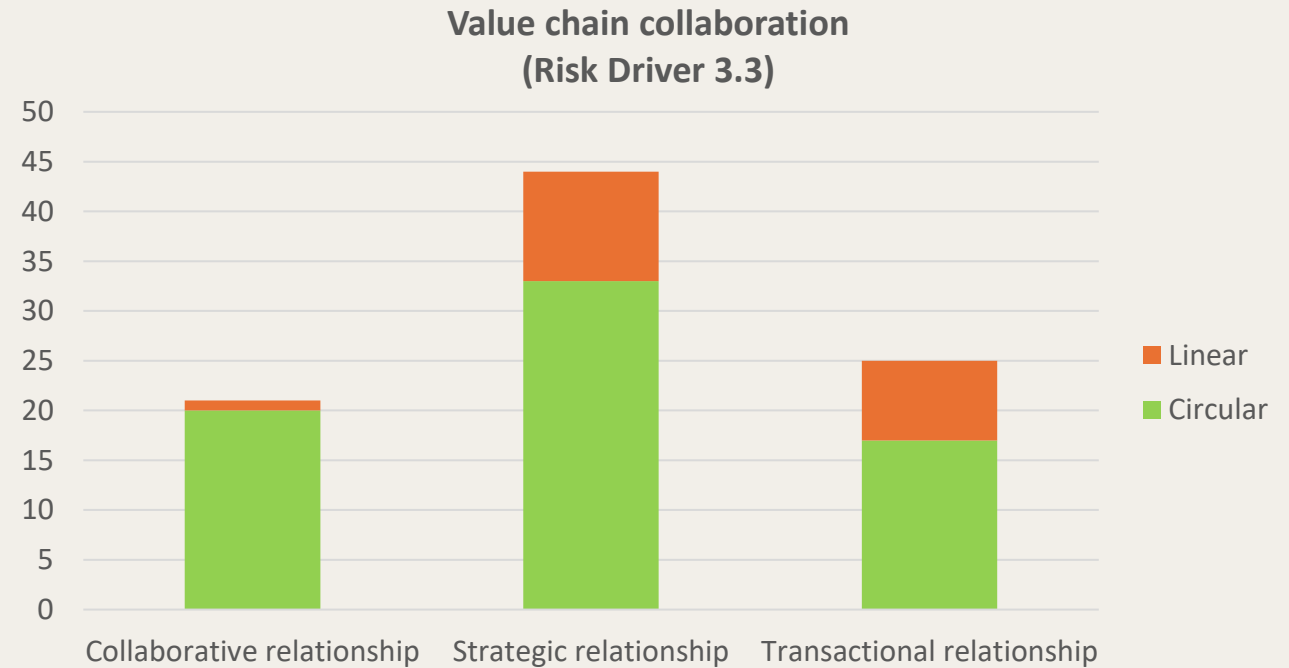 Value chain collaboration
(Risk Driver 3.3)
50
45
40
35
30
25
20
15
10
5
0
Linear
Circular
Collaborative relationship Strategic relationship Transactional relationship